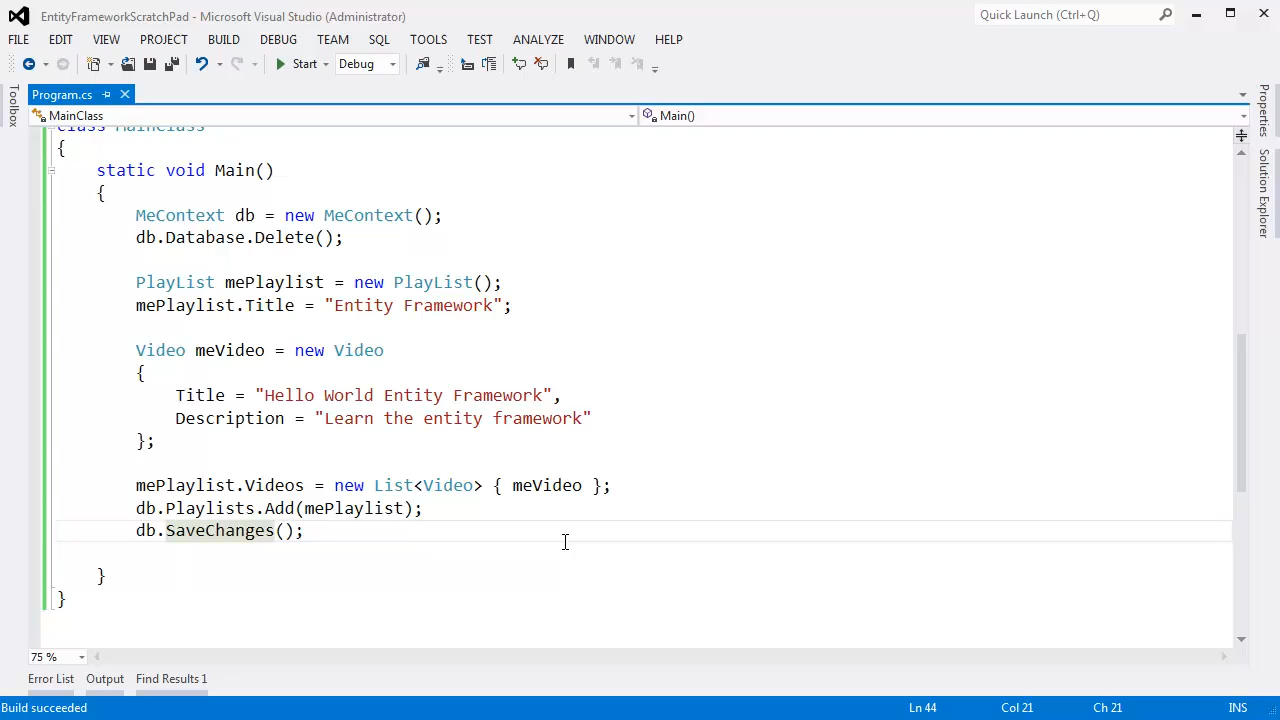 EntityFrameworkScratchPad - Microsoft Visual Studio (Administrator)
Quick Launch (Ctrl+Q)
FILE EDIT VIEW PROJECT BUILD DEBUG TEAM SQL TOOLS TEST ANALYZE WINDOW HELP
Start Debug
Toolbox
Program.cs
Properties
Solution Explorer
MainClass Main()
class MainClass
{
static void Main()
{
MeContext db = new MeContext();
db.Database.Delete();
PlayList mePlaylist = new PlayList();
mePlaylist.Title = "Entity Framework";
Video meVideo = new Video
{
Title = "Hello World Entity Framework",
Description = "Learn the entity framework"
};
mePlaylist.Videos = new List<Video> { meVideo };
db.Playlists.Add(mePlaylist);
db.SaveChanges();
}
}
75 %
Error List Output Find Results 1
Build succeeded Ln 44 Col 21 Ch 21 INS